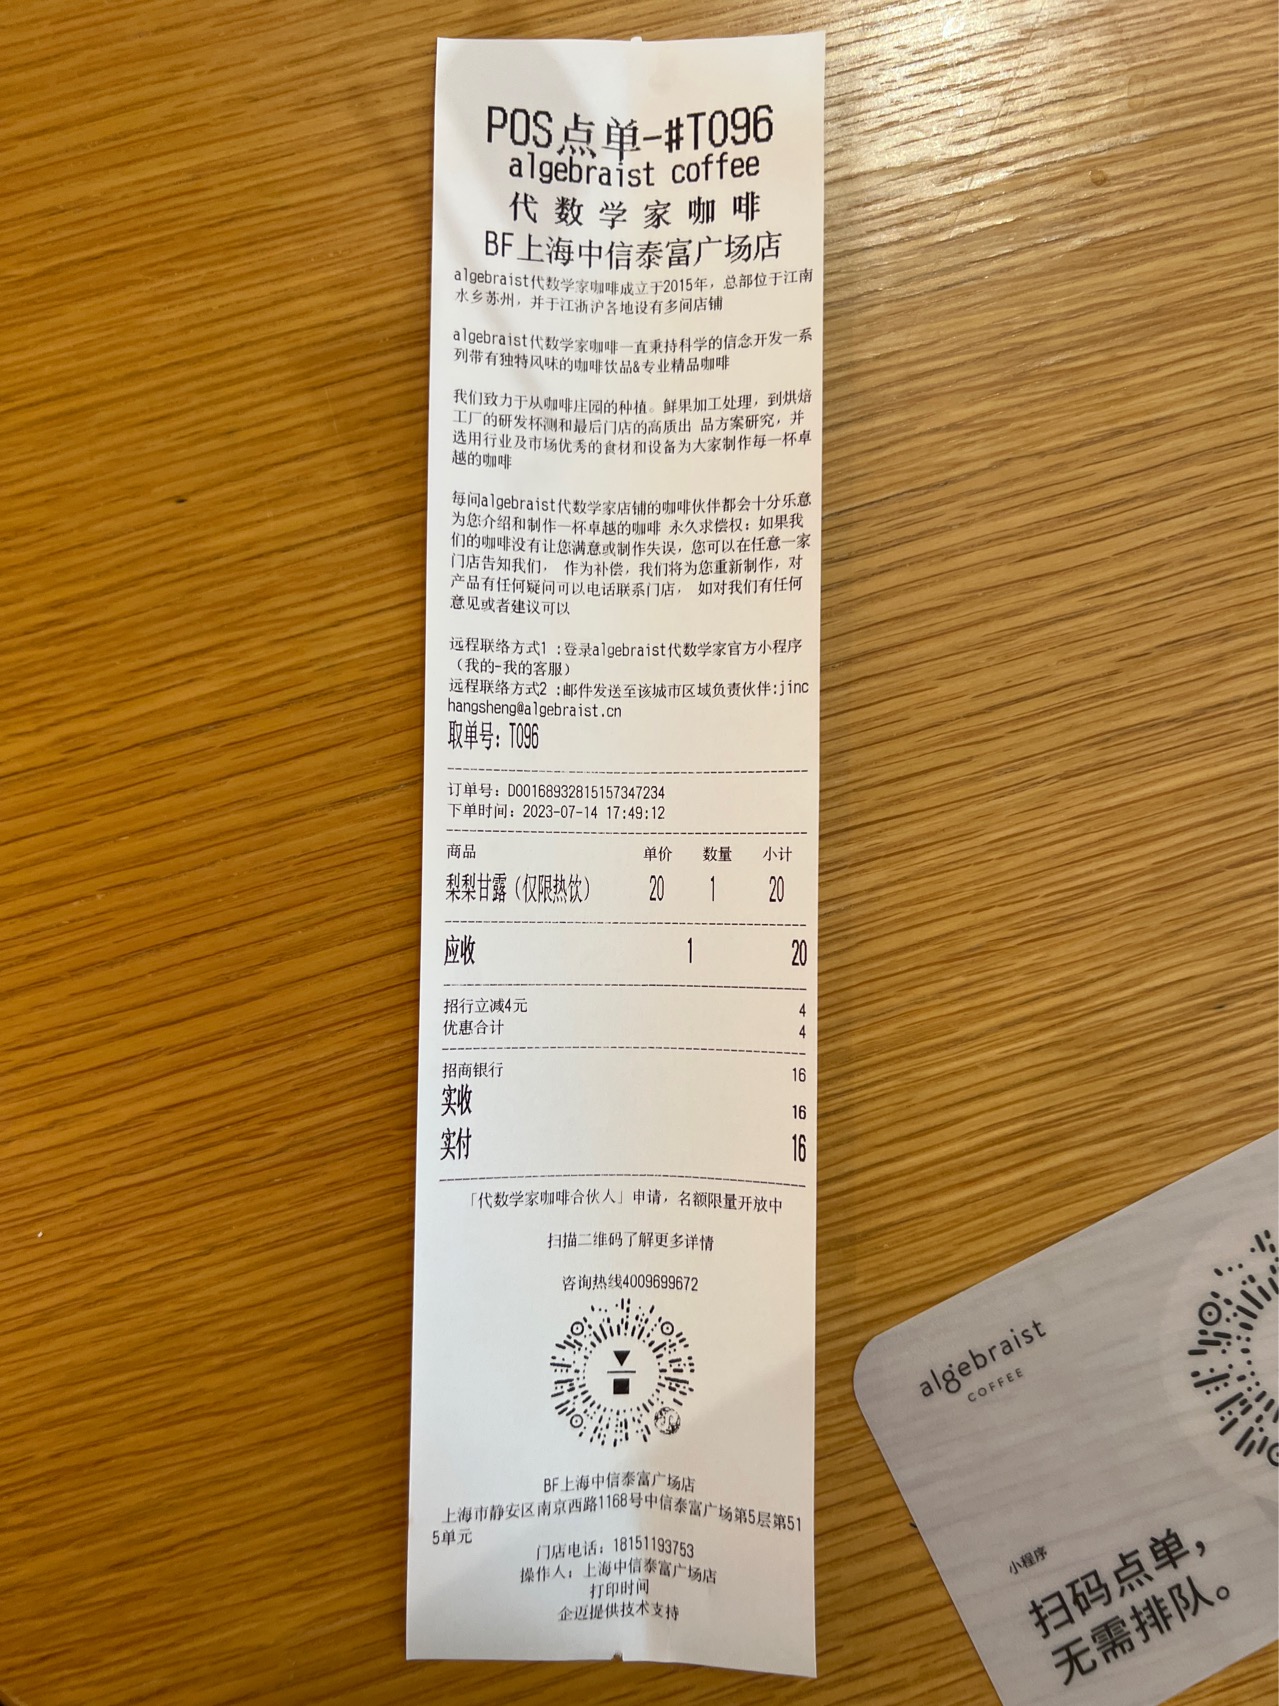 POS点单-#T096
algebraist coffee
代数学家咖啡
BF上海中信泰富广场店
algebraist代数学家咖啡成立于2015年，总部位于江南
水乡苏州，并于江浙沪各地设有多间店铺
algebraist代数学家咖啡一直秉持科学的信念开发一系
列带有独特风味的咖啡饮品&专业精品咖啡
我们致力于从咖啡庄园的种植。鲜果加工处理，到烘焙
工厂的研发杯测和最后门店的高质出 品方案研究，并
选用行业及市场优秀的食材和设备为大家制作每一杯卓
越的咖啡
每间algebraist代数学家店铺的咖啡伙伴都会十分乐意
为您介绍和制作一杯卓越的咖啡 永久求偿权：如果我
们的咖啡没有让您满意或制作失误，您可以在任意一家
门店告知我们， 作为补偿，我们将为您重新制作，对
产品有任何疑问可以电话联系门店， 如对我们有任何
意见或者建议可以
远程联络方式1 :登录algebraist代数学家官方小程序
（我的-我的客服）
远程联络方式2 :邮件发送至该城市区域负责伙伴:jinc
hangsheng@algebraist.cn
取单号：T096
订单号：D00168932815157347234
下单时间：2023-07-14 17:49:12
商品 单价 数量 小计
梨梨甘露（仅限热饮） 20 1 20
应收 1 20
招行立减4元 4
优惠合计 4
招商银行 16
实收 16
实付 16
「代数学家咖啡合伙人」申请，名额限量开放中
扫描二维码了解更多详情
咨询热线4009699672
BF上海中信泰富广场店
上海市静安区南京西路1168号中信泰富广场第5层第51
5单元
门店电话：18151193753
操作人：上海中信泰富广场店
打印时间
企迈提供技术支持
algebraist
COFFEE
小程序
扫码点单，
无需排队。